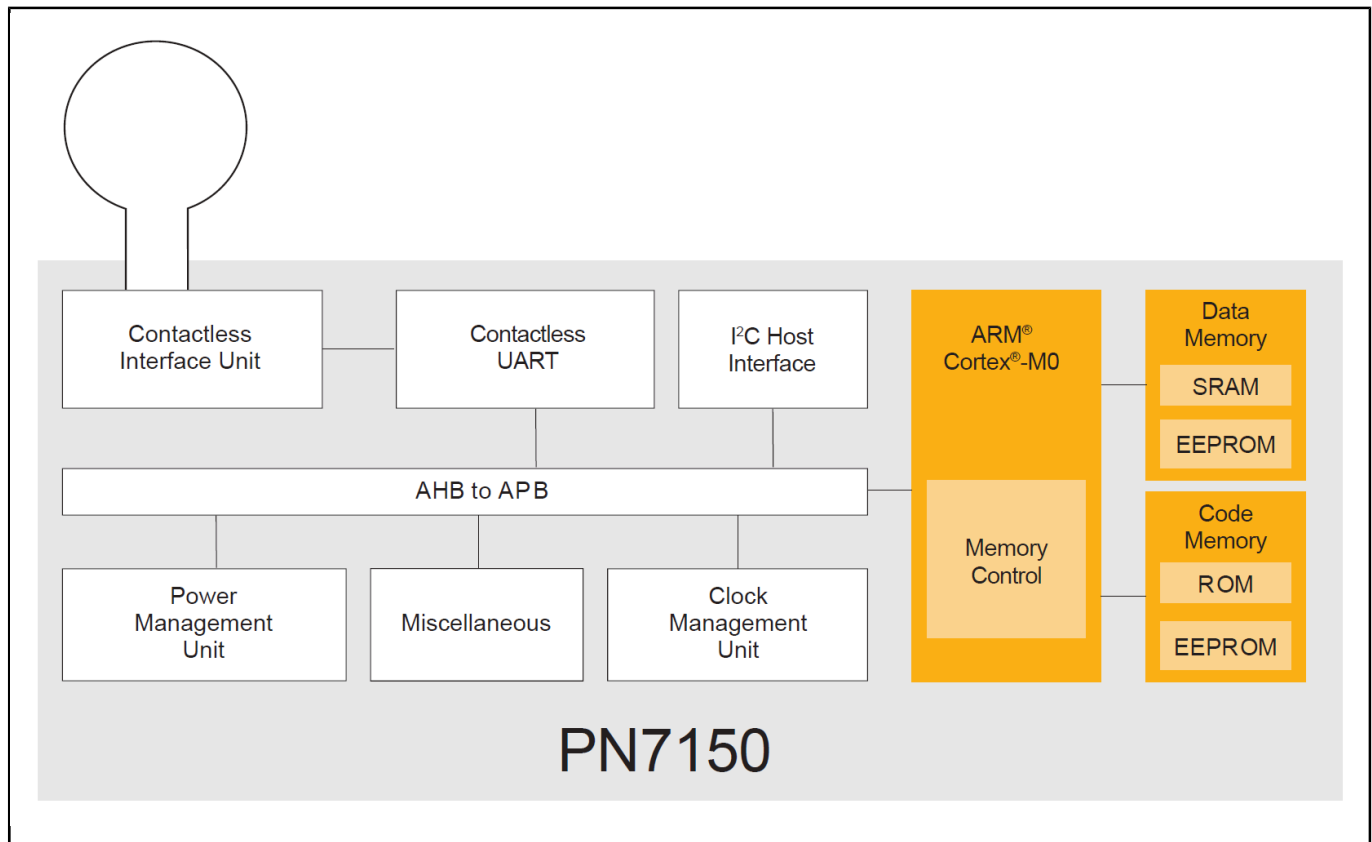 Contactless
Interface Unit
Contactless
UART
I²C Host
Interface
ARM®
Cortex®-M0
Data
Memory
SRAM
EEPROM
AHB to APB
Memory
Control
Code
Memory
ROM
EEPROM
Power
Management
Unit
Miscellaneous
Clock
Management
Unit
PN7150